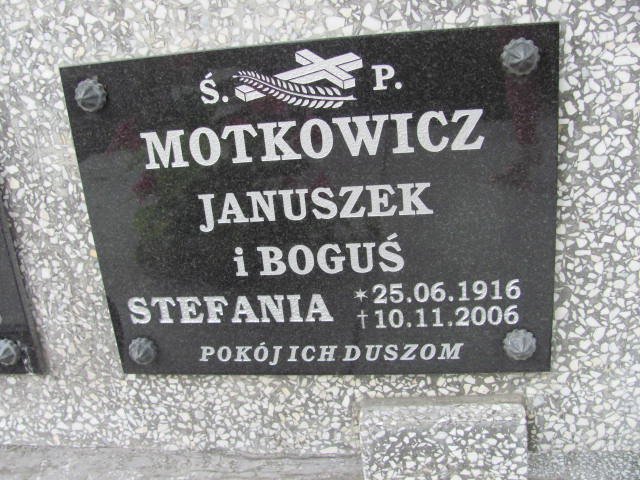 Ś. P.
MOTKOWICZ
JANUSZEK
i BOGUŚ
STEFANIA *25.06.1916
†10.11.2006
POKÓJ ICH DUSZOM